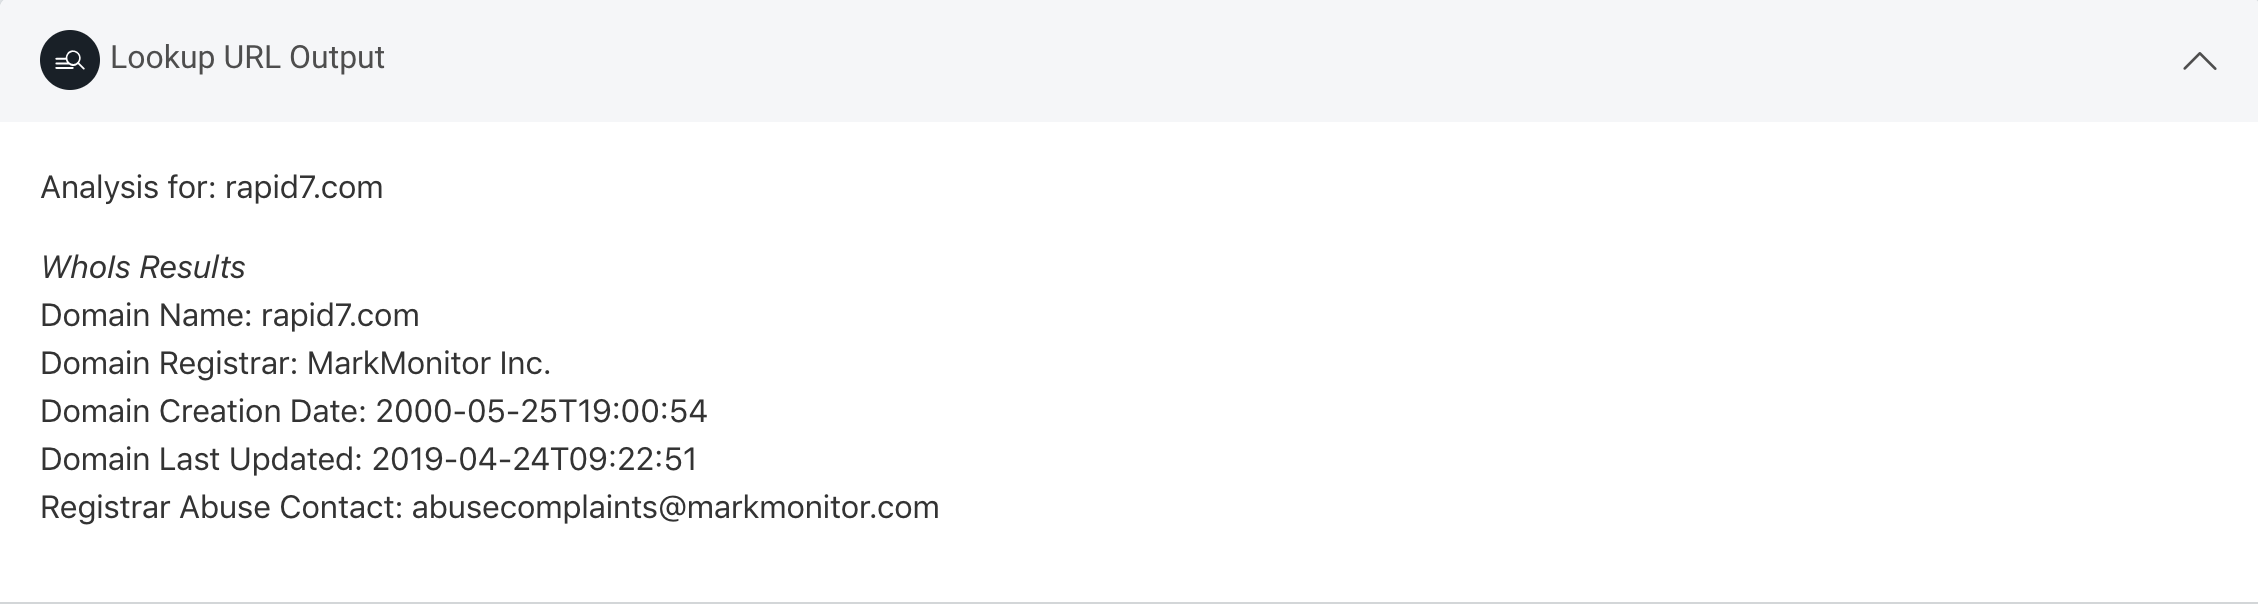 Lookup URL Output
Analysis for: rapid7.com
WhoIs Results
Domain Name: rapid7.com
Domain Registrar: MarkMonitor Inc.
Domain Creation Date: 2000-05-25T19:00:54
Domain Last Updated: 2019-04-24T09:22:51
Registrar Abuse Contact: abusecomplaints@markmonitor.com